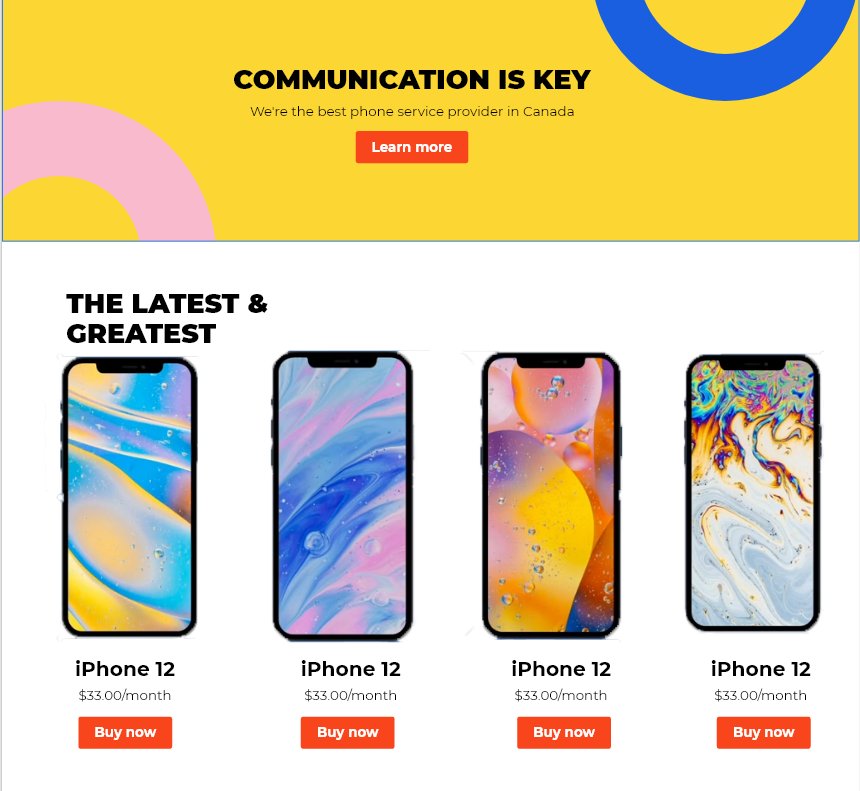 COMMUNICATION IS KEY
We're the best phone service provider in Canada
Learn more
THE LATEST &
GREATEST
iPhone 12 iPhone 12 iPhone 12 iPhone 12
$33.00/month $33.00/month $33.00/month $33.00/month
Buy now Buy now Buy now Buy now